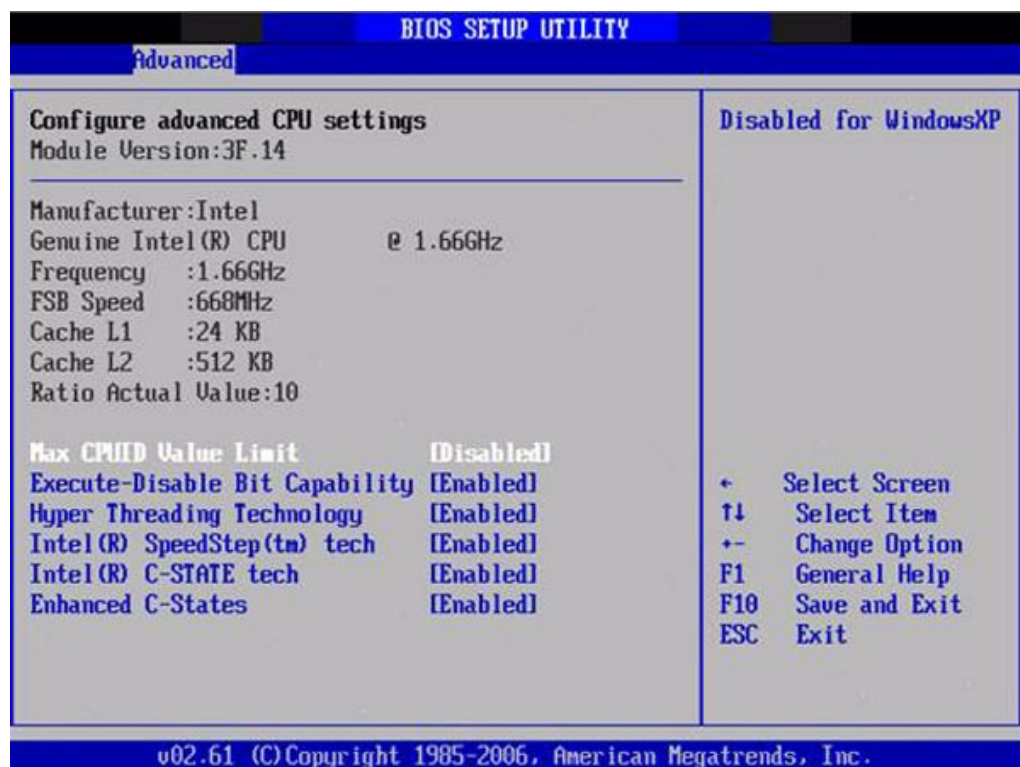 BIOS SETUP UTILITY
Advanced
Configure advanced CPU settings
Module Version:3F.14
Manufacturer:Intel
Genuine Intel(R) CPU @ 1.66GHz
Frequency :1.66GHz
FSB Speed :668MHz
Cache L1 :24 KB
Cache L2 :512 KB
Ratio Actual Value:10
Max CPUID Value Limit [Disabled]
Execute-Disable Bit Capability [Enabled]
Hyper Threading Technology [Enabled]
Intel(R) SpeedStep(tm) tech [Enabled]
Intel(R) C-STATE tech [Enabled]
Enhanced C-States [Enabled]
Disabled for WindowsXP
← Select Screen
↑↓ Select Item
+- Change Option
F1 General Help
F10 Save and Exit
ESC Exit
v02.61 (C)Copyright 1985-2006, American Megatrends, Inc.